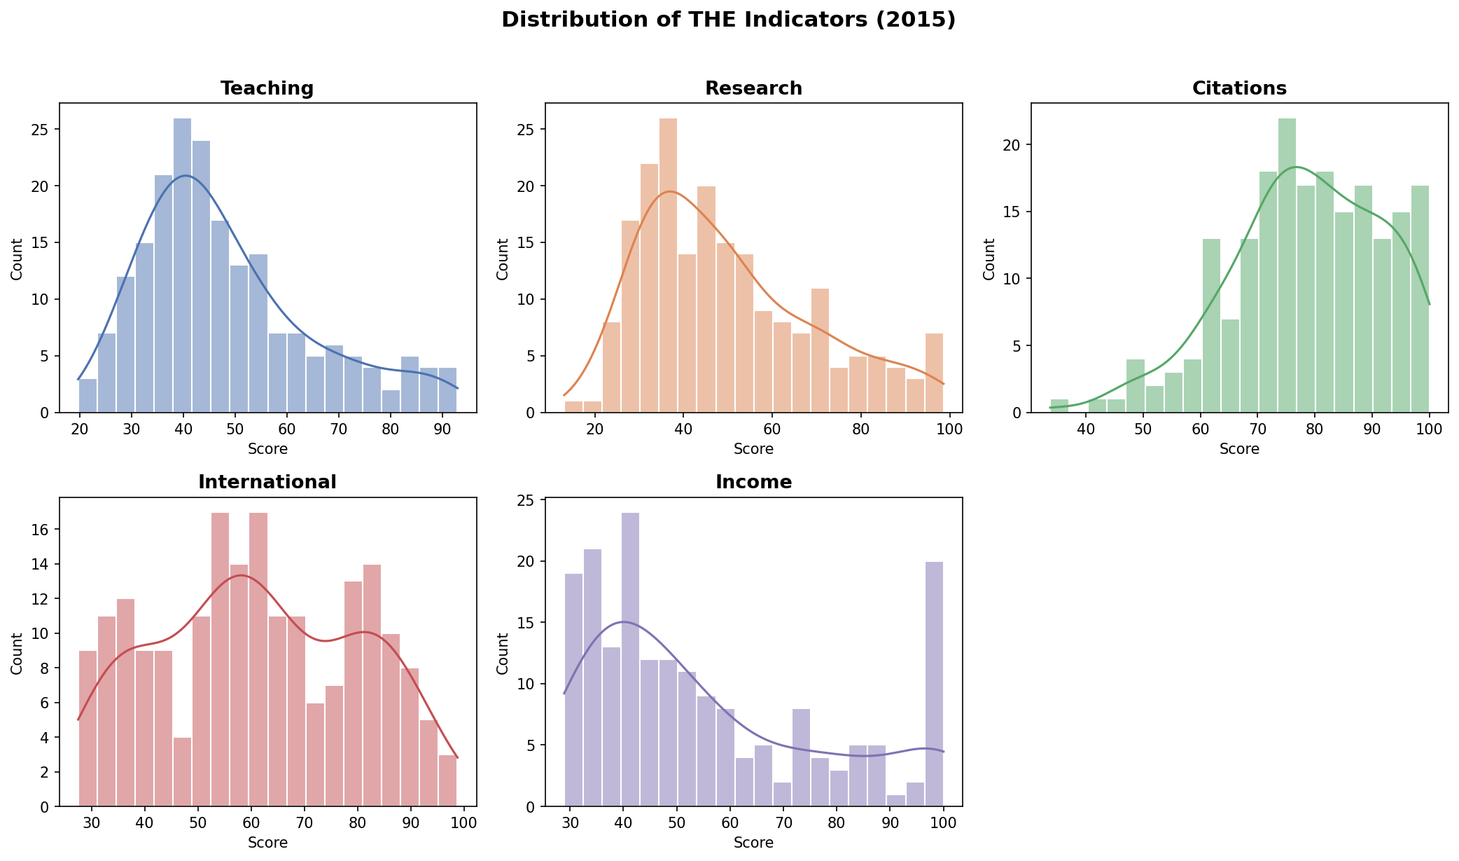 Distribution of THE Indicators (2015)
Teaching
Count
25
20
15
10
5
0
20 30 40 50 60 70 80 90
Score
Research
Count
25
20
15
10
5
0
20 40 60 80 100
Score
Citations
Count
20
15
10
5
0
40 50 60 70 80 90 100
Score
International
Count
16
14
12
10
8
6
4
2
0
30 40 50 60 70 80 90 100
Score
Income
Count
25
20
15
10
5
0
30 40 50 60 70 80 90 100
Score